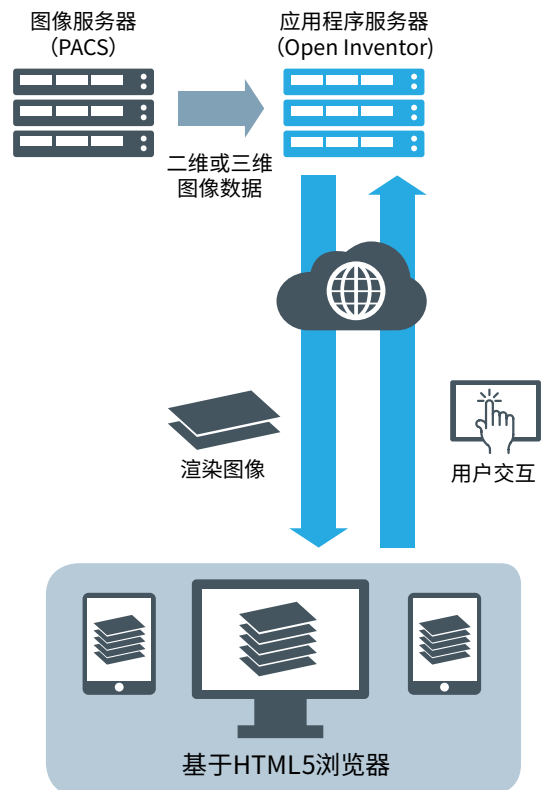 图像服务器
（PACS）
应用程序服务器
（Open Inventor)
二维或三维
图像数据
渲染图像
用户交互
基于HTML5浏览器